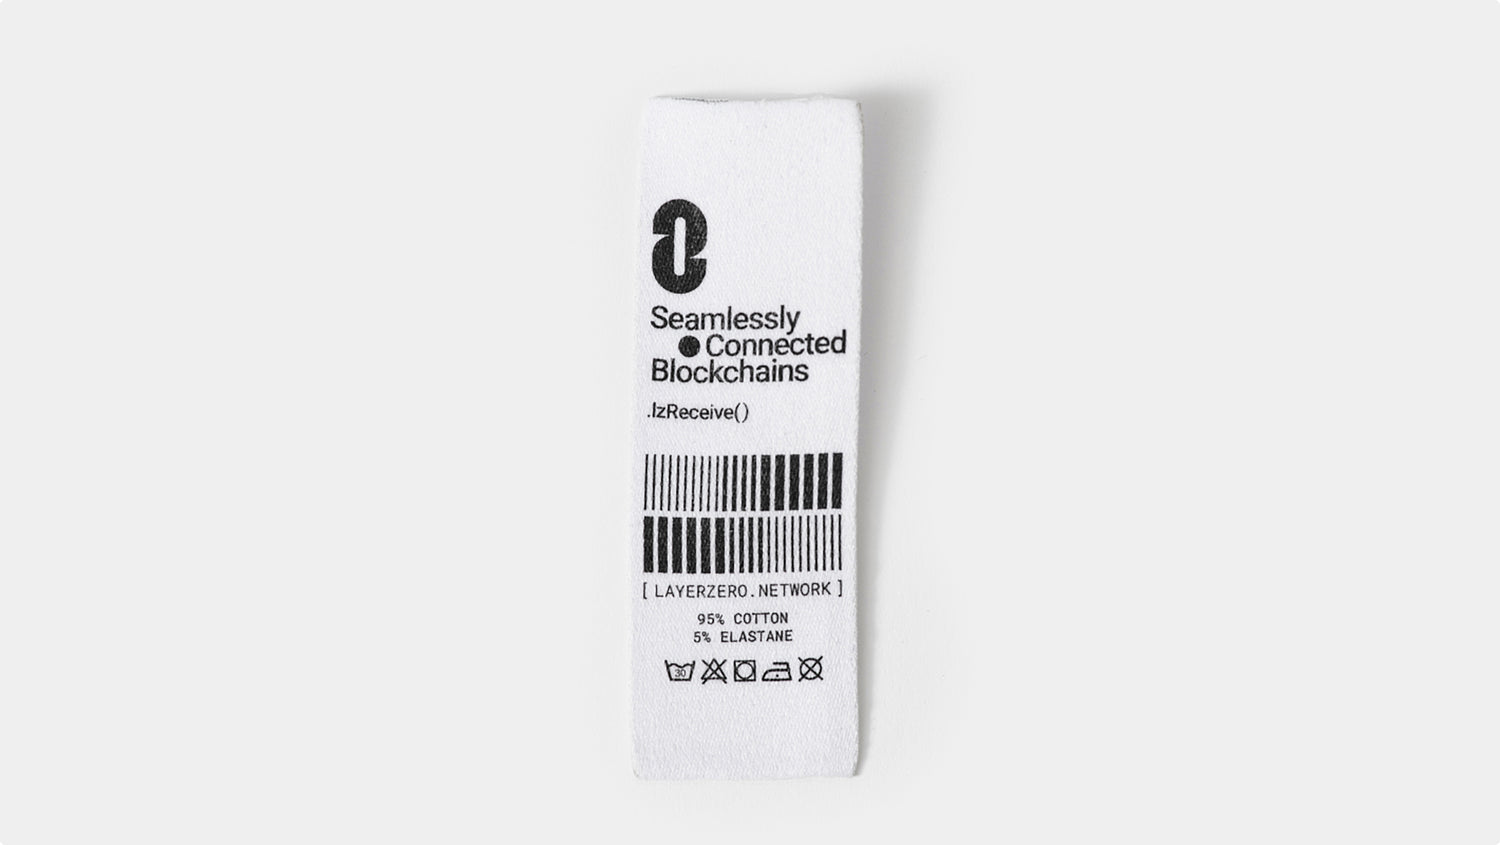 Seamlessly
Connected
Blockchains
.lzReceive()
[ LAYERZERO.NETWORK ]
95% COTTON
5% ELASTANE
30